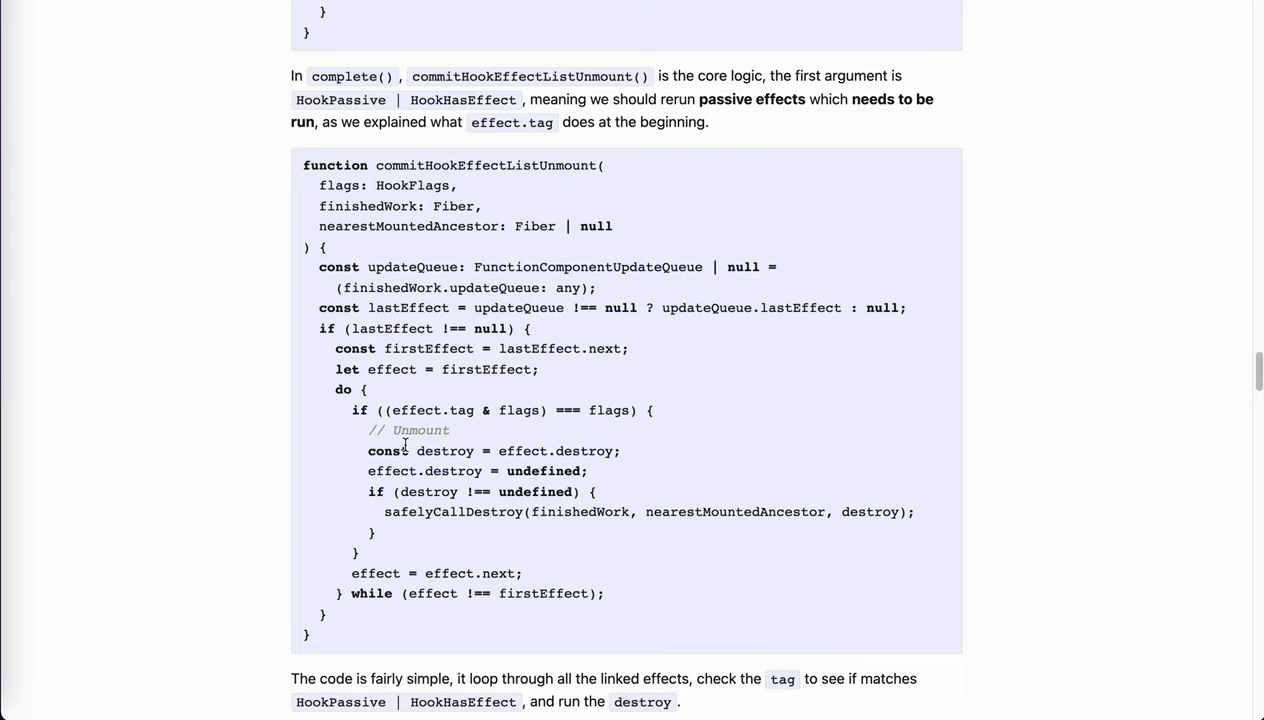 }
}
In complete() , commitHookEffectListUnmount() is the core logic, the first argument is
HookPassive | HookHasEffect , meaning we should rerun passive effects which needs to be
run, as we explained what effect.tag does at the beginning.
function commitHookEffectListUnmount(
flags: HookFlags,
finishedWork: Fiber,
nearestMountedAncestor: Fiber | null
) {
const updateQueue: FunctionComponentUpdateQueue | null =
(finishedWork.updateQueue: any);
const lastEffect = updateQueue !== null ? updateQueue.lastEffect : null;
if (lastEffect !== null) {
const firstEffect = lastEffect.next;
let effect = firstEffect;
do {
if ((effect.tag & flags) === flags) {
// Unmount
const destroy = effect.destroy;
effect.destroy = undefined;
if (destroy !== undefined) {
safelyCallDestroy(finishedWork, nearestMountedAncestor, destroy);
}
}
effect = effect.next;
} while (effect !== firstEffect);
}
}
The code is fairly simple, it loop through all the linked effects, check the tag to see if matches
HookPassive | HookHasEffect , and run the destroy .